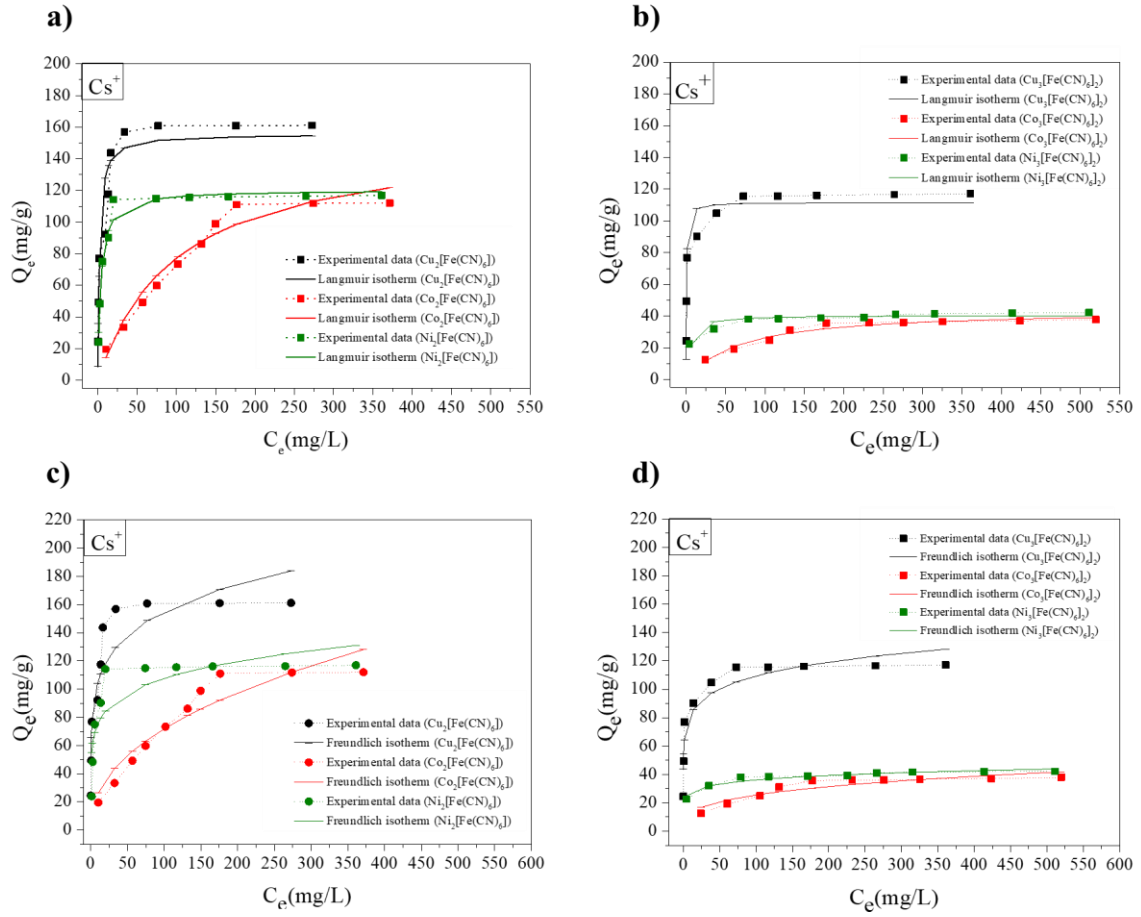 a)
Cs⁺
Q_e(mg/g)
200
180
160
140
120
100
80
60
40
20
0
Experimental data (Cu₂[Fe(CN)₆])
Langmuir isotherm (Cu₂[Fe(CN)₆])
Experimental data (Co₂[Fe(CN)₆])
Langmuir isotherm (Co₂[Fe(CN)₆])
Experimental data (Ni₂[Fe(CN)₆])
Langmuir isotherm (Ni₂[Fe(CN)₆])
0 50 100 150 200 250 300 350 400 450 500 550
C_e(mg/L)
b)
Cs⁺
Q_e(mg/g)
200
180
160
140
120
100
80
60
40
20
0
Experimental data (Cu₃[Fe(CN)₆]₂)
Langmuir isotherm (Cu₃[Fe(CN)₆]₂)
Experimental data (Co₃[Fe(CN)₆]₂)
Langmuir isotherm (Co₃[Fe(CN)₆]₂)
Experimental data (Ni₃[Fe(CN)₆]₂)
Langmuir isotherm (Ni₃[Fe(CN)₆]₂)
0 50 100 150 200 250 300 350 400 450 500 550
C_e(mg/L)
c)
Cs⁺
Q_e(mg/g)
220
200
180
160
140
120
100
80
60
40
20
0
Experimental data (Cu₂[Fe(CN)₆])
Freundlich isotherm (Cu₂[Fe(CN)₆])
Experimental data (Co₂[Fe(CN)₆])
Freundlich isotherm (Co₂[Fe(CN)₆])
Experimental data (Ni₂[Fe(CN)₆])
Freundlich isotherm (Ni₂[Fe(CN)₆])
0 50 100 150 200 250 300 350 400 450 500 550 600
C_e(mg/L)
d)
Cs⁺
Q_e(mg/g)
220
200
180
160
140
120
100
80
60
40
20
0
Experimental data (Cu₃[Fe(CN)₆]₂)
Freundlich isotherm (Cu₃[Fe(CN)₆]₂)
Experimental data (Co₃[Fe(CN)₆]₂)
Freundlich isotherm (Co₃[Fe(CN)₆]₂)
Experimental data (Ni₃[Fe(CN)₆]₂)
Freundlich isotherm (Ni₃[Fe(CN)₆]₂)
0 50 100 150 200 250 300 350 400 450 500 550 600
C_e(mg/L)